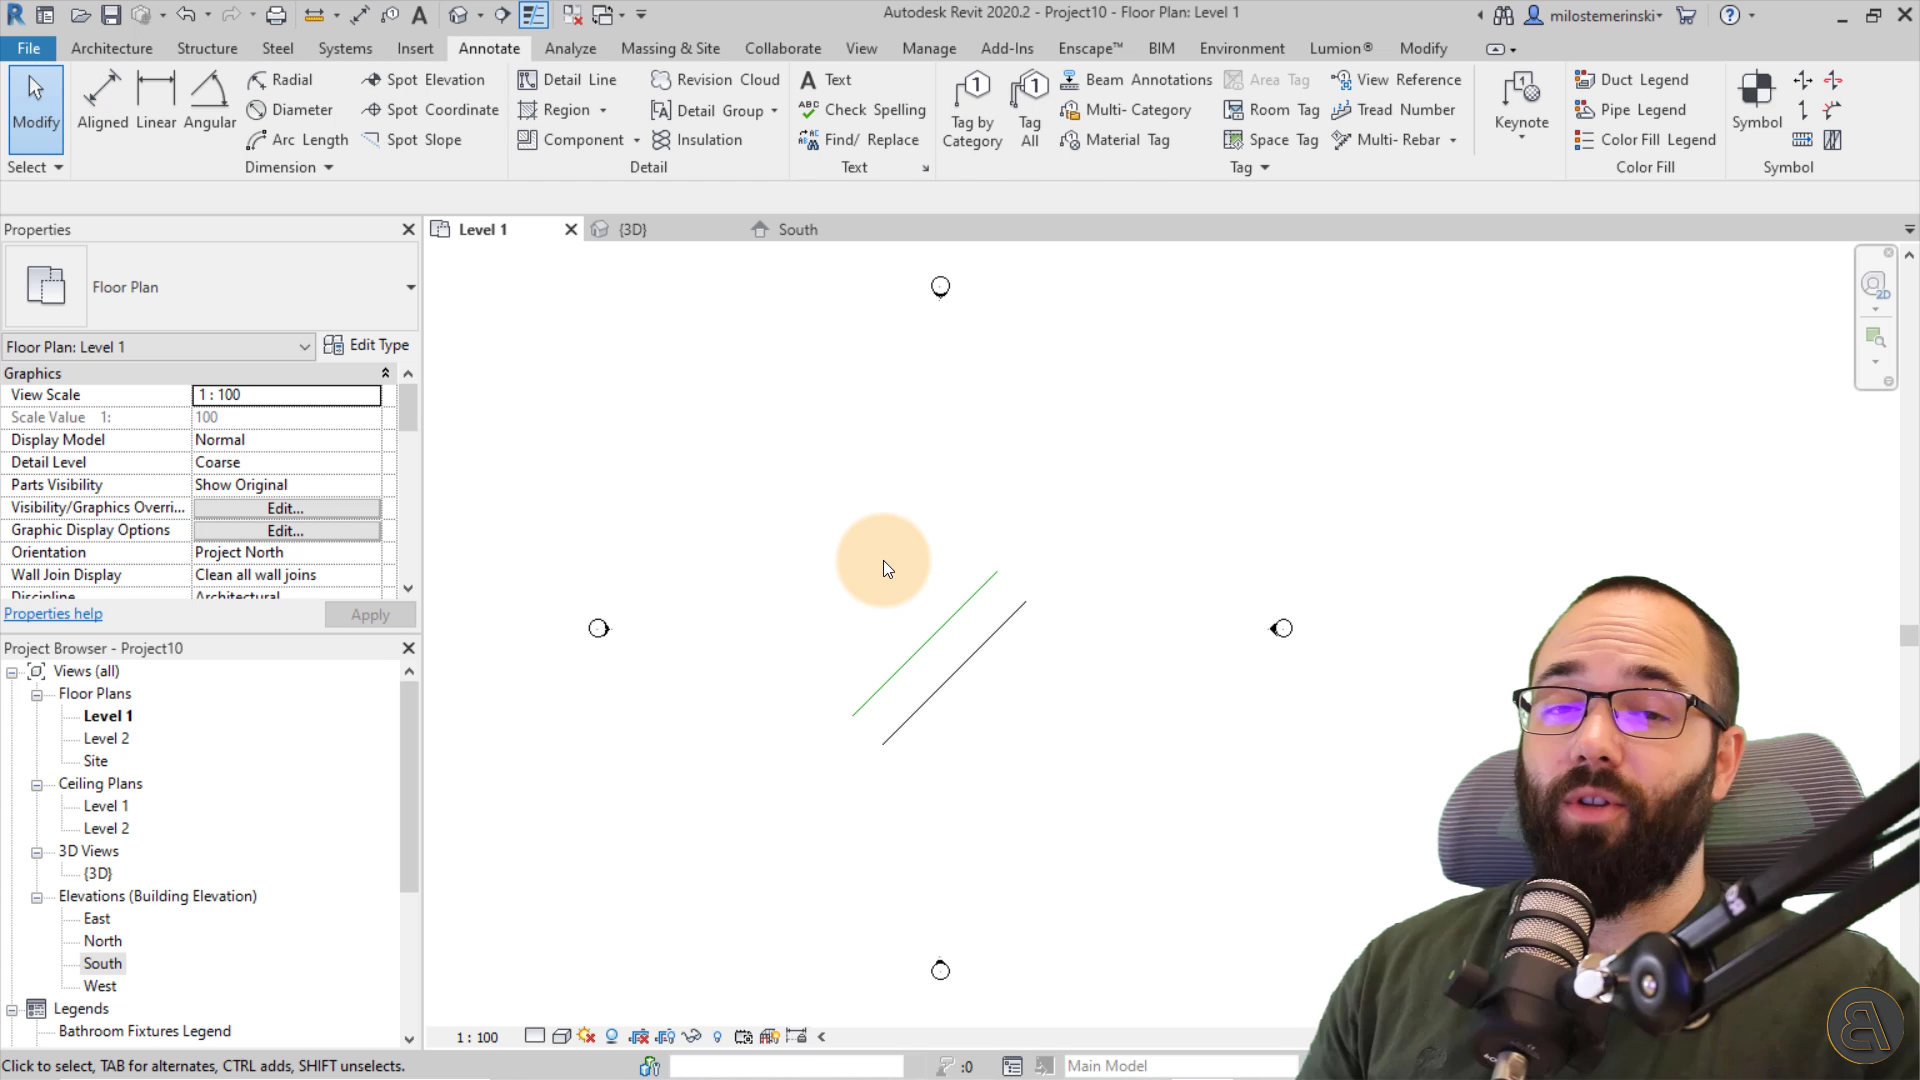 Autodesk Revit 2020.2 - Project10 - Floor Plan: Level 1
milostemerinski
File
Architecture
Structure
Steel
Systems
Insert
Annotate
Analyze
Massing & Site
Collaborate
View
Manage
Add-Ins
Enscape™
BIM
Environment
Lumion®
Modify
Modify
Select
Aligned
Linear
Angular
Radial
Diameter
Arc Length
Spot Elevation
Spot Coordinate
Spot Slope
Dimension
Detail Line
Region
Component
Revision Cloud
Detail Group
Insulation
Detail
Text
Check Spelling
Find/ Replace
Text
Tag by
Category
Tag
All
Beam Annotations
Multi- Category
Material Tag
Area Tag
Room Tag
Space Tag
View Reference
Tread Number
Multi- Rebar
Tag
Keynote
Duct Legend
Pipe Legend
Color Fill Legend
Color Fill
Symbol
Symbol
Properties
Level 1
{3D}
South
Floor Plan
Floor Plan: Level 1
Edit Type
Graphics
View Scale 1 : 100
Scale Value 1: 100
Display Model Normal
Detail Level Coarse
Parts Visibility Show Original
Visibility/Graphics Overri... Edit...
Graphic Display Options Edit...
Orientation Project North
Wall Join Display Clean all wall joins
Discipline Architectural
Properties help
Apply
Project Browser - Project10
Views (all)
Floor Plans
Level 1
Level 2
Site
Ceiling Plans
Level 1
Level 2
3D Views
{3D}
Elevations (Building Elevation)
East
North
South
West
Legends
Bathroom Fixtures Legend
2D
1 : 100
Click to select, TAB for alternates, CTRL adds, SHIFT unselects.
:0
Main Model